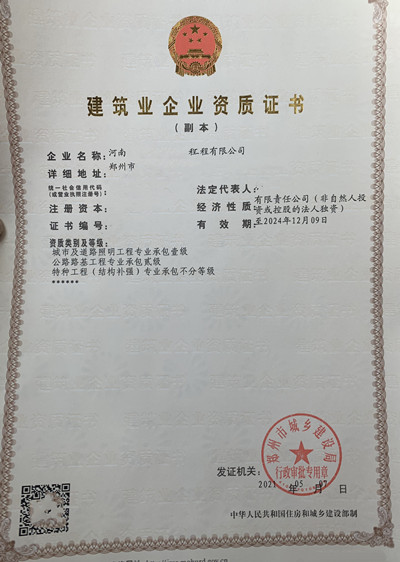 建筑业企业资质证书
（副本）
企业名称：河南 程有限公司
详细地址：郑州市
统一社会信用代码
（或营业执照注册号）： 法定代表人：
注册资本： 经济性质：有限责任公司（非自然人投
资或控股的法人独资）
证书编号： 有效期：至2024年12月09日
资质类别及等级：
城市及道路照明工程专业承包壹级
公路路基工程专业承包贰级
特种工程（结构补强）专业承包不分等级
******
郑州市城乡建设局
行政审批专用章
发证机关：
2021年05月07日
中华人民共和国住房和城乡建设部制